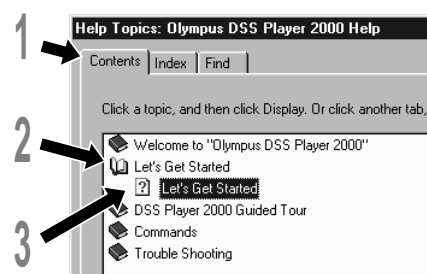 Help Topics: Olympus DSS Player 2000 Help
1
Contents Index Find
Click a topic, and then click Display. Or click another tab,
2
Welcome to "Olympus DSS Player 2000"
Let's Get Started
? Let's Get Started
3
DSS Player 2000 Guided Tour
Commands
Trouble Shooting